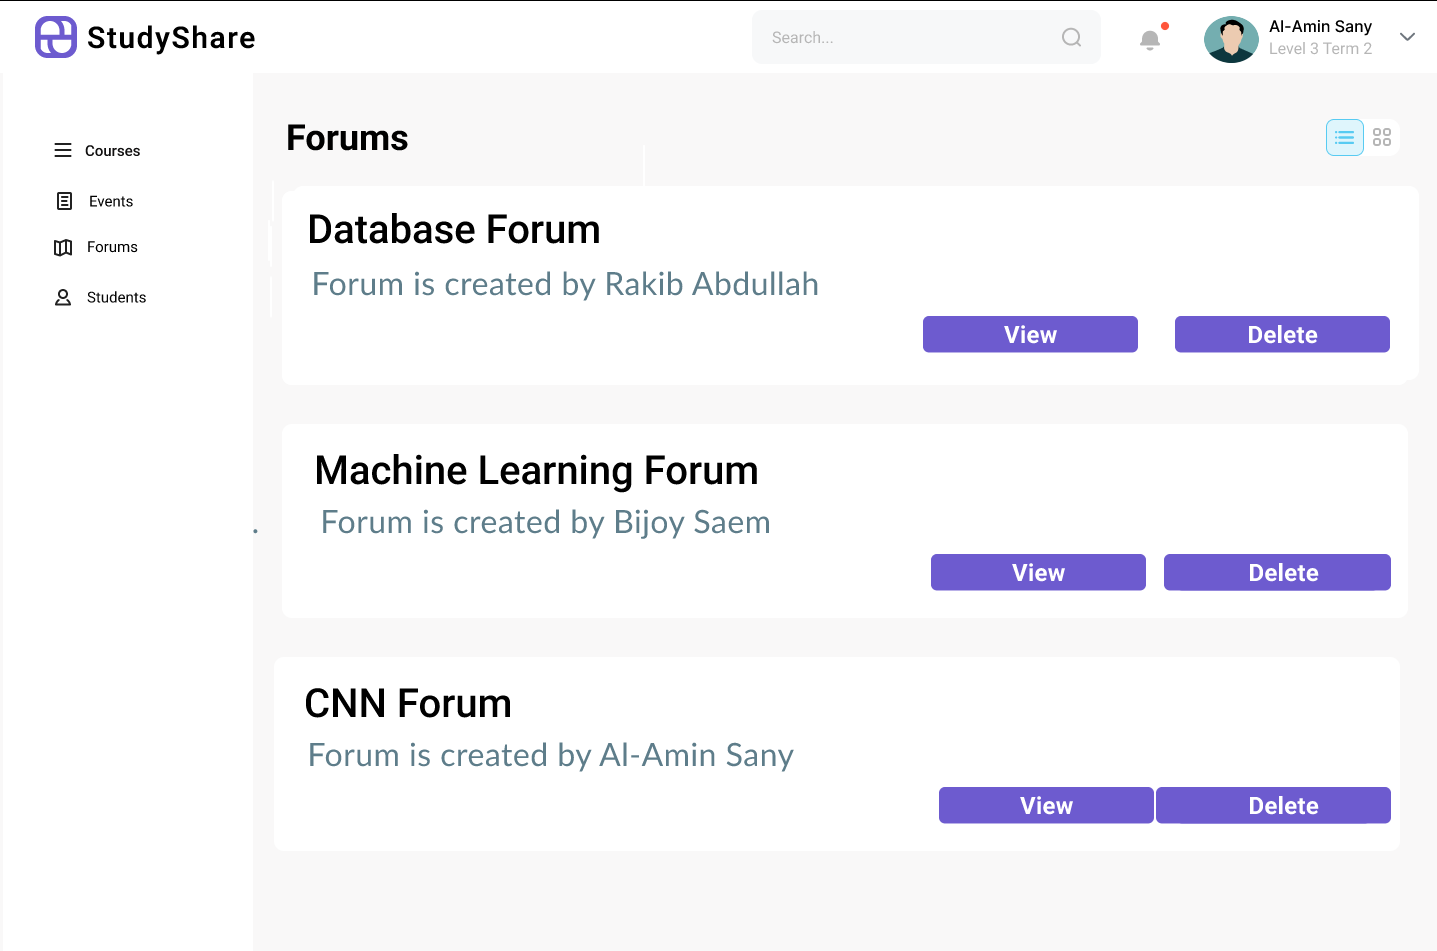 StudyShare
Search...
Al-Amin Sany
Level 3 Term 2
Courses
Events
Forums
Students
Forums
Database Forum
Forum is created by Rakib Abdullah
View
Delete
Machine Learning Forum
Forum is created by Bijoy Saem
View
Delete
.
CNN Forum
Forum is created by Al-Amin Sany
View
Delete